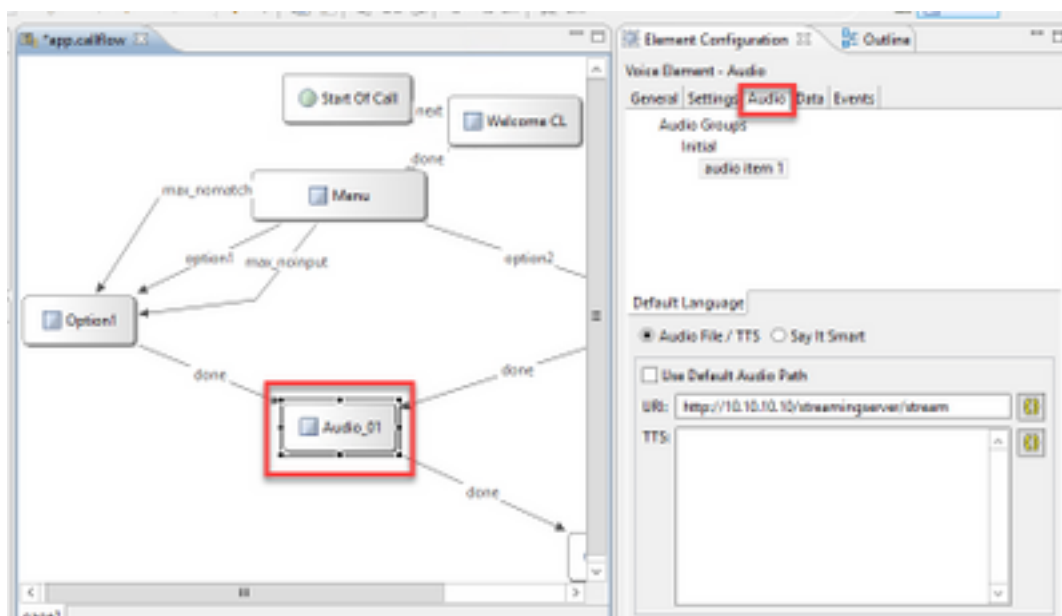 *app.callflow
Start Of Call
next
Welcome CL
done
Menu
max_nomatch
option1
max_noinput
option2
Option1
done
done
Audio_01
done
Element Configuration
Outline
Voice Element - Audio
General Settings Audio Data Events
Audio Groups
Initial
audio item 1
Default Language
Audio File / TTS Say It Smart
Use Default Audio Path
URI: http://10.10.10.10/streamingserver/stream
TTS: